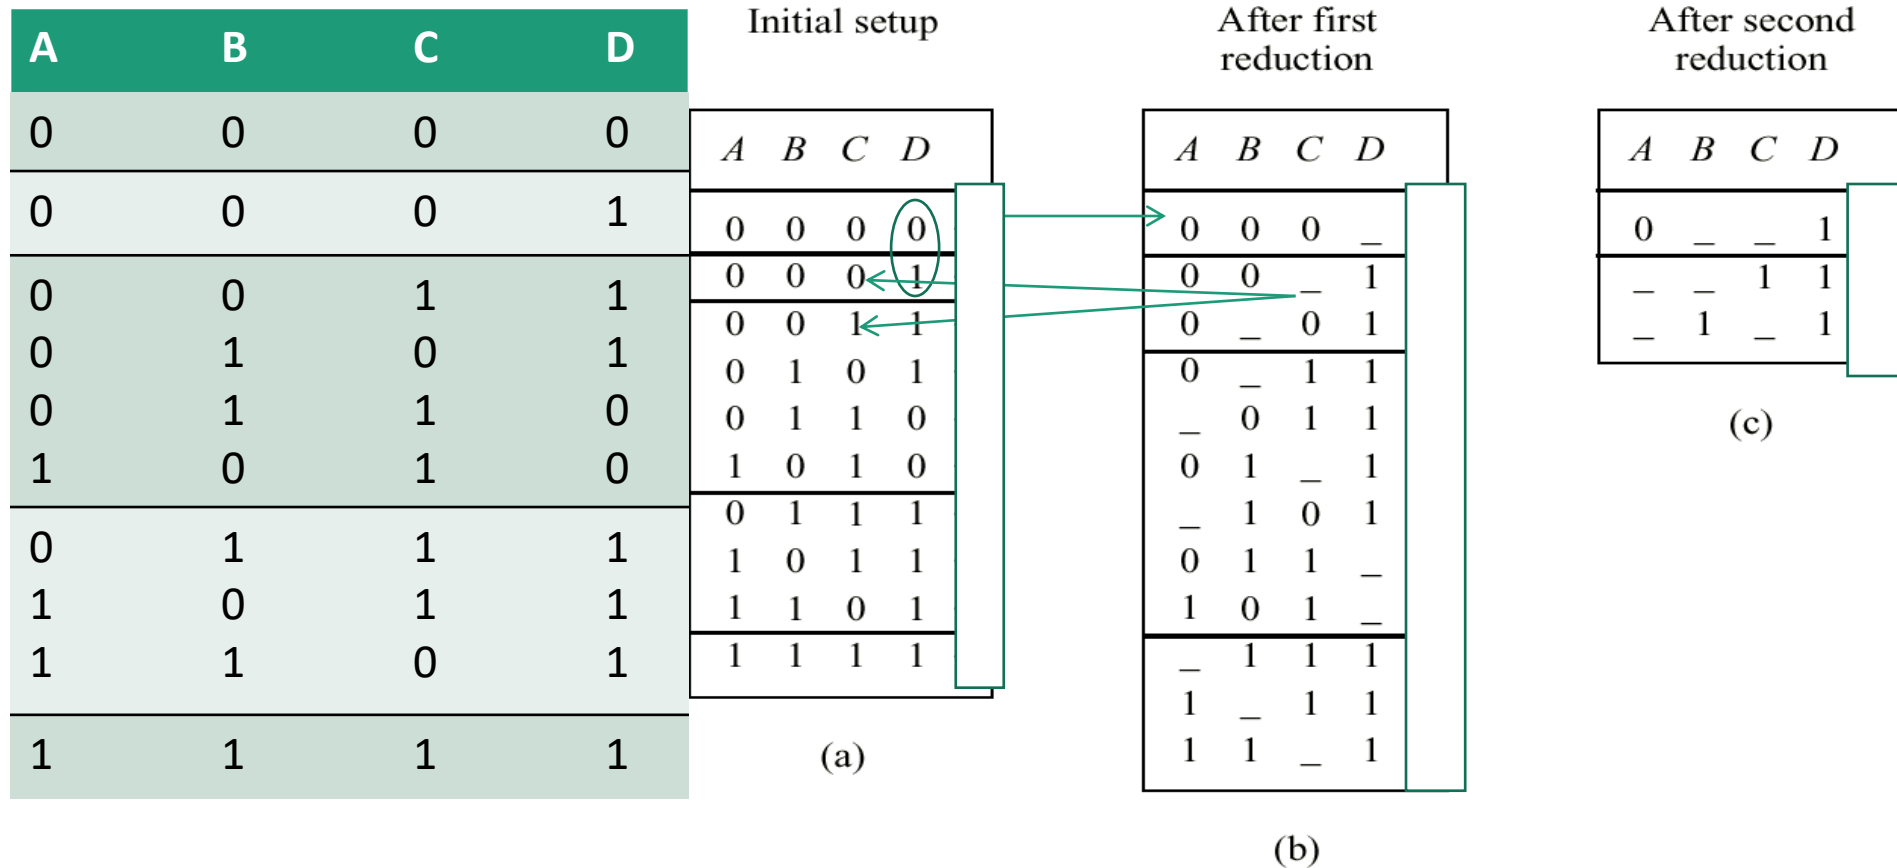 A B C D
0 0 0 0
0 0 0 1
0 0 1 1
0 1 0 1
0 1 1 0
1 0 1 0
0 1 1 1
1 0 1 1
1 1 0 1
1 1 1 1
Initial setup
A B C D
0 0 0 0
0 0 0 1
0 0 1 1
0 1 0 1
0 1 1 0
1 0 1 0
0 1 1 1
1 0 1 1
1 1 0 1
1 1 1 1
(a)
After first
reduction
A B C D
0 0 0 _
0 0 _ 1
0 _ 0 1
0 _ 1 1
_ 0 1 1
0 1 _ 1
_ 1 0 1
0 1 1 _
1 0 1 _
_ 1 1 1
1 _ 1 1
1 1 _ 1
(b)
After second
reduction
A B C D
0 _ _ 1
_ _ 1 1
_ 1 _ 1
(c)